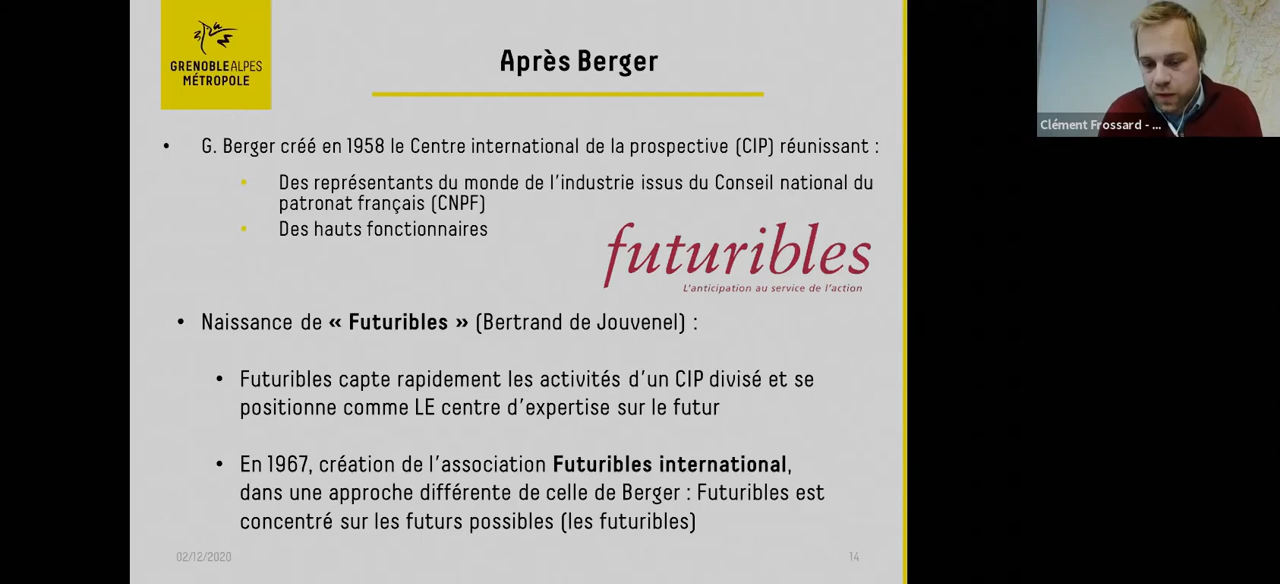 GRENOBLEALPES
MÉTROPOLE
Après Berger
• G. Berger créé en 1958 le Centre international de la prospective (CIP) réunissant :
• Des représentants du monde de l'industrie issus du Conseil national du
patronat français (CNPF)
• Des hauts fonctionnaires
futuribles
L'anticipation au service de l'action
• Naissance de « Futuribles » (Bertrand de Jouvenel) :
• Futuribles capte rapidement les activités d'un CIP divisé et se
positionne comme LE centre d'expertise sur le futur
• En 1967, création de l'association Futuribles international,
dans une approche différente de celle de Berger : Futuribles est
concentré sur les futurs possibles (les futuribles)
02/12/2020
14
Clément Frossard - ...